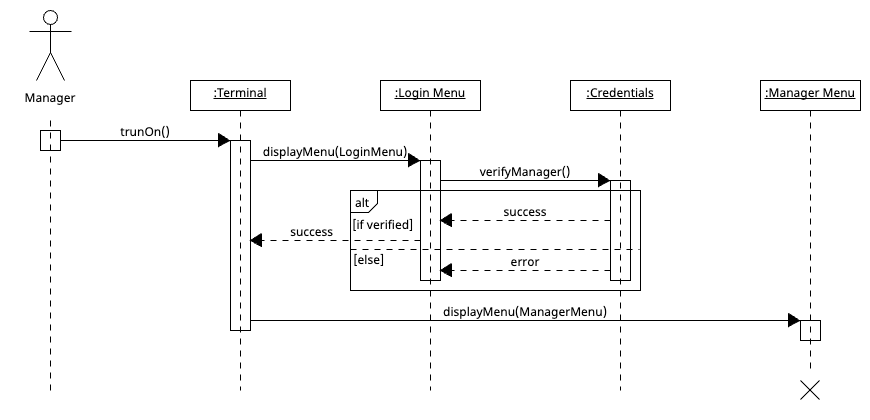 Manager
:Terminal
:Login Menu
:Credentials
:Manager Menu
trunOn()
displayMenu(LoginMenu)
verifyManager()
alt
success
[if verified]
success
[else]
error
displayMenu(ManagerMenu)